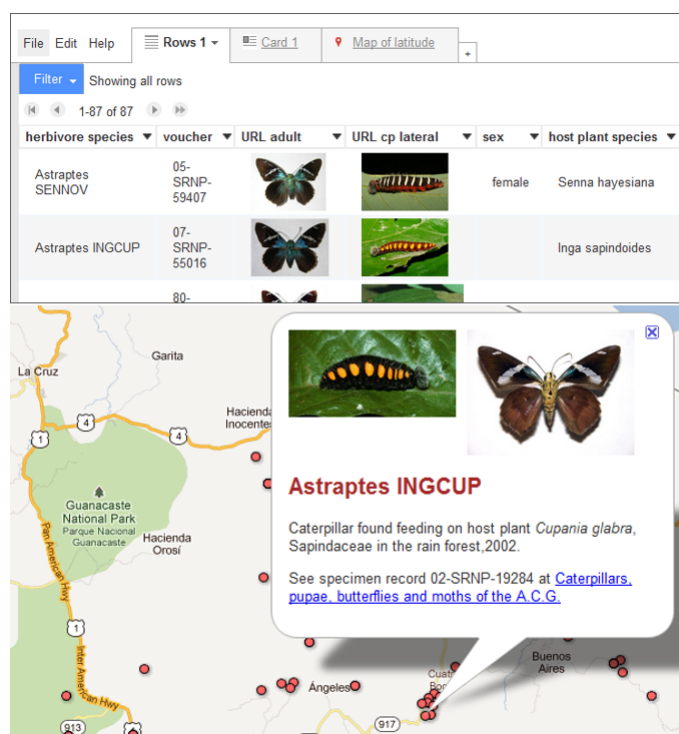 File Edit Help Rows 1 Card 1 Map of latitude +
Filter Showing all rows
1-87 of 87
herbivore species voucher URL adult URL cp lateral sex host plant species
Astraptes
SENNOV
05-
SRNP-
59407
female
Senna hayesiana
Astraptes INGCUP
07-
SRNP-
55016
Inga sapindoides
80-
Garita
La Cruz
4
Hacienda
Inocente
1
4
Guanacaste
National Park
Parque Nacional
Guanacaste
Hacienda
Orosí
Pan American Hwy
1
Inter American Hwy
Astraptes INGCUP
Caterpillar found feeding on host plant Cupania glabra,
Sapindaceae in the rain forest,2002.
See specimen record 02-SRNP-19284 at Caterpillars,
pupae, butterflies and moths of the A.C.G.
Buenos
Aires
Ángeles
917
913